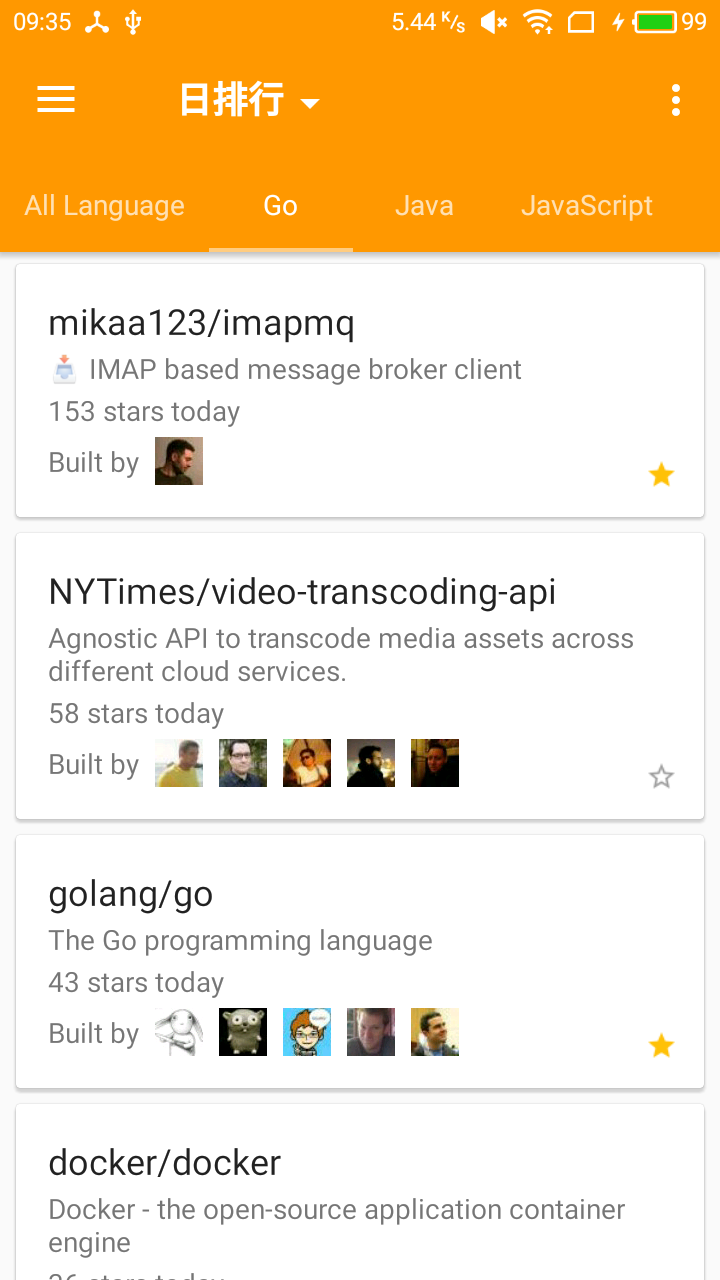 09:35 5.44 K/s 99
日排行
All Language Go Java JavaScript
mikaa123/imapmq
📥 IMAP based message broker client
153 stars today
Built by
NYTimes/video-transcoding-api
Agnostic API to transcode media assets across
different cloud services.
58 stars today
Built by
golang/go
The Go programming language
43 stars today
Built by
docker/docker
Docker - the open-source application container
engine